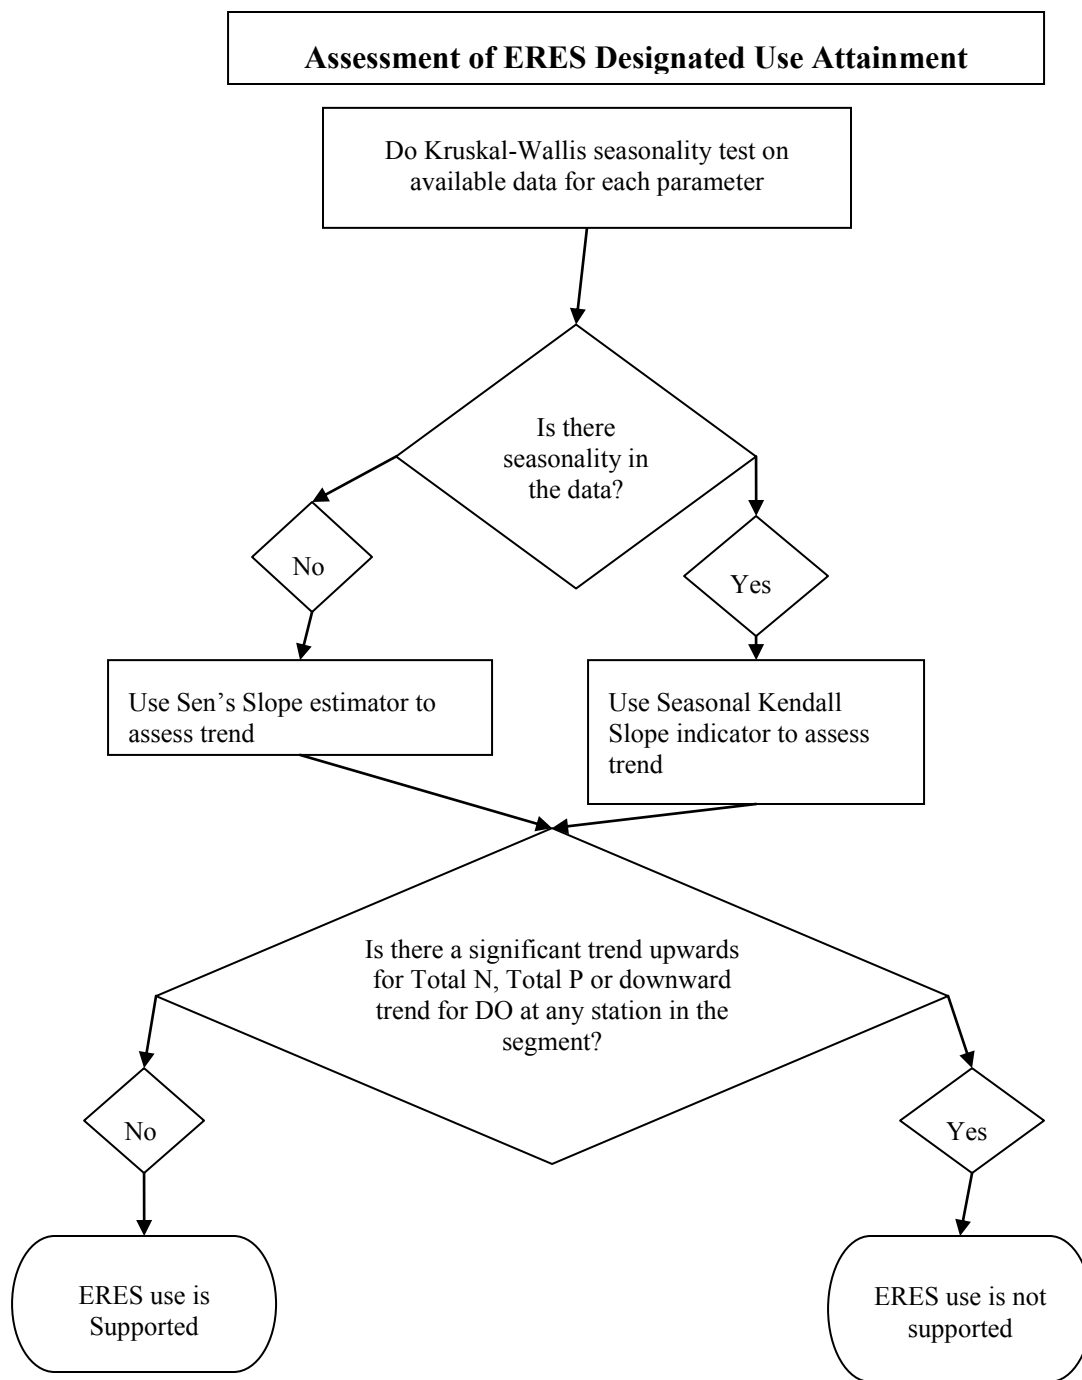 Assessment of ERES Designated Use Attainment
Do Kruskal-Wallis seasonality test on
available data for each parameter
Is there
seasonality in
the data?
No
Yes
Use Sen’s Slope estimator to
assess trend
Use Seasonal Kendall
Slope indicator to assess
trend
Is there a significant trend upwards
for Total N, Total P or downward
trend for DO at any station in the
segment?
No
Yes
ERES use is
Supported
ERES use is not
supported